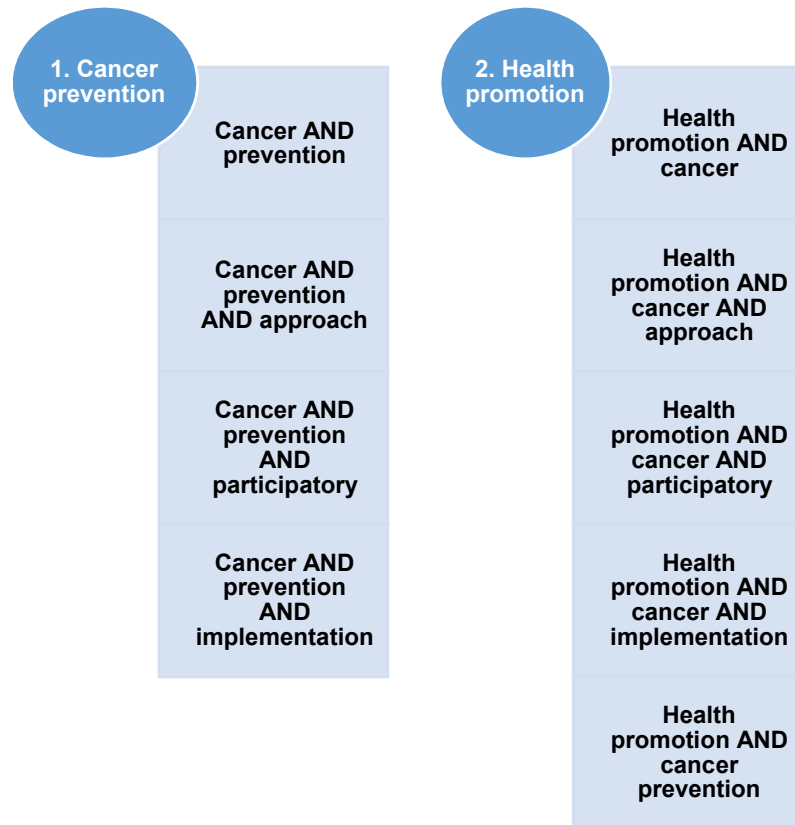 1. Cancer
prevention
Cancer AND
prevention
Cancer AND
prevention
AND approach
Cancer AND
prevention
AND
participatory
Cancer AND
prevention
AND
implementation
2. Health
promotion
Health
promotion AND
cancer
Health
promotion AND
cancer AND
approach
Health
promotion AND
cancer AND
participatory
Health
promotion AND
cancer AND
implementation
Health
promotion AND
cancer
prevention